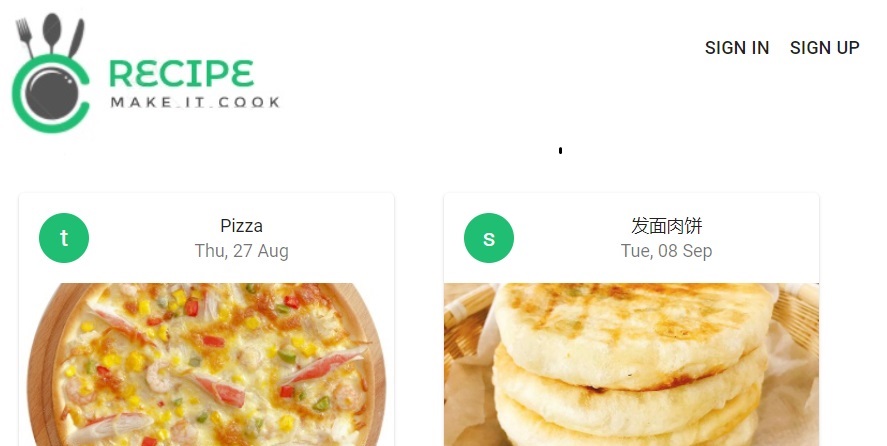 RECIPE
MAKE.IT.COOK
SIGN IN
SIGN UP
t
Pizza
Thu, 27 Aug
s
发面肉饼
Tue, 08 Sep